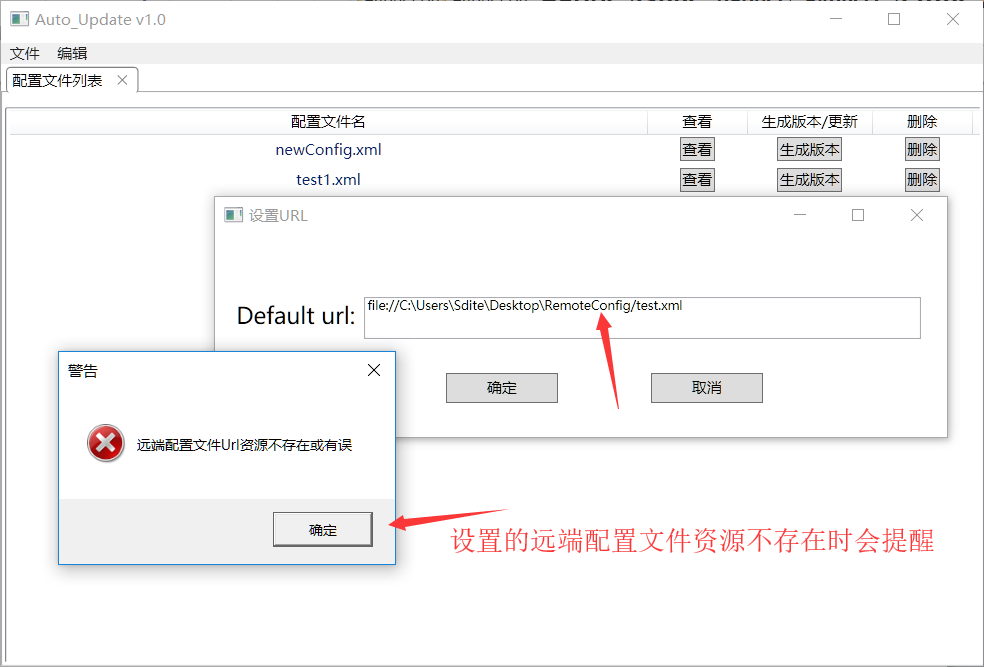 Auto_Update v1.0
文件 编辑
配置文件列表
配置文件名 查看 生成版本/更新 删除
newConfig.xml 查看 生成版本 删除
test1.xml 查看 生成版本 删除
设置URL
Default url: file://C:\Users\Sdite\Desktop\RemoteConfig/test.xml
确定 取消
警告
远端配置文件Url资源不存在或有误
确定
设置的远端配置文件资源不存在时会提醒